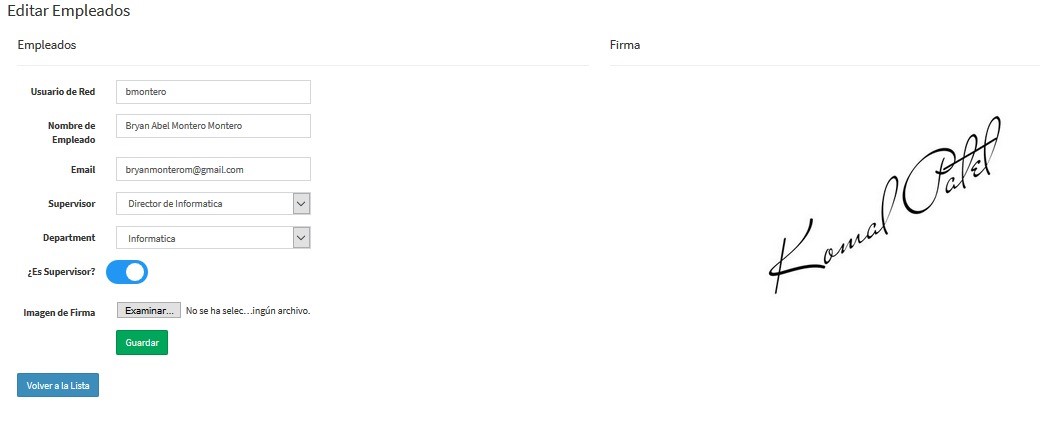 Editar Empleados
Empleados
Usuario de Red
bmontero
Nombre de
Empleado
Bryan Abel Montero Montero
Email
bryanmonterom@gmail.com
Supervisor
Director de Informatica
Department
Informatica
¿Es Supervisor?
Imagen de Firma
Examinar... No se ha selec...ingún archivo.
Guardar
Volver a la Lista
Firma
Komal Patel